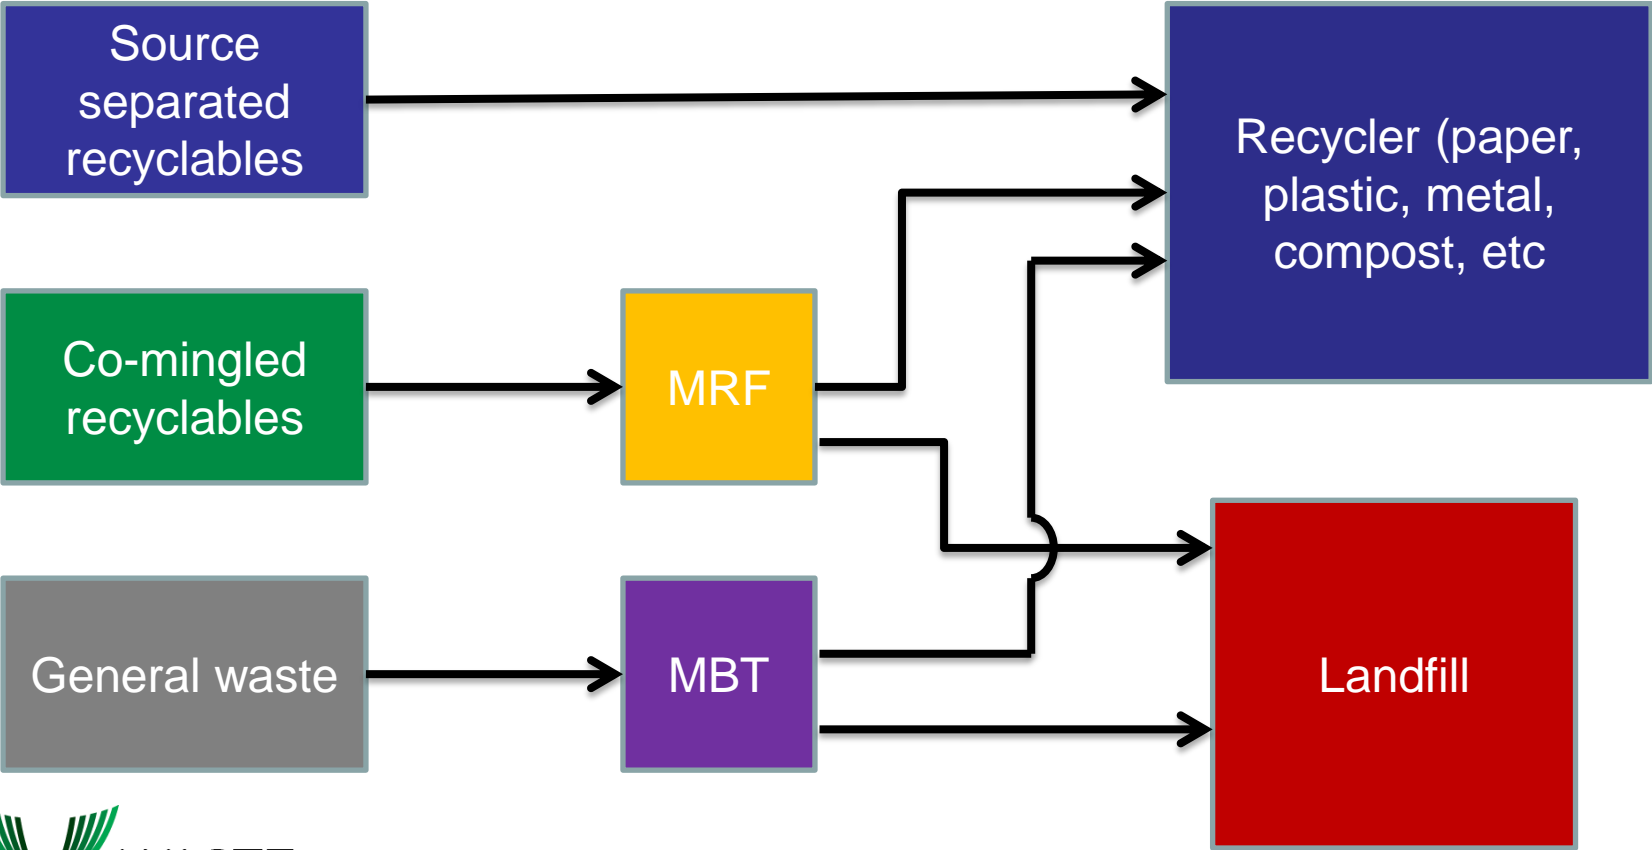 Source
separated
recyclables
Recycler (paper,
plastic, metal,
compost, etc
Co-mingled
recyclables
MRF
General waste
MBT
Landfill